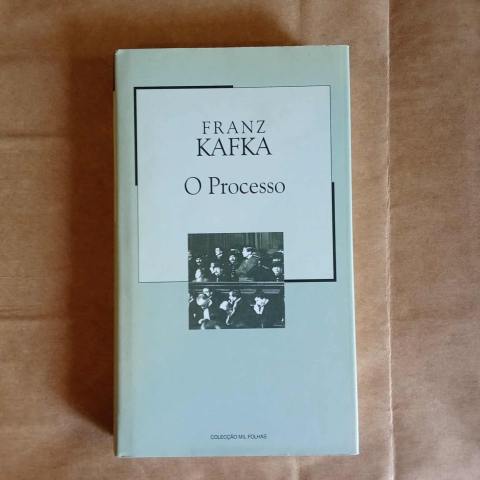 FRANZ
KAFKA
O Processo
COLECÇÃO MIL FOLHAS